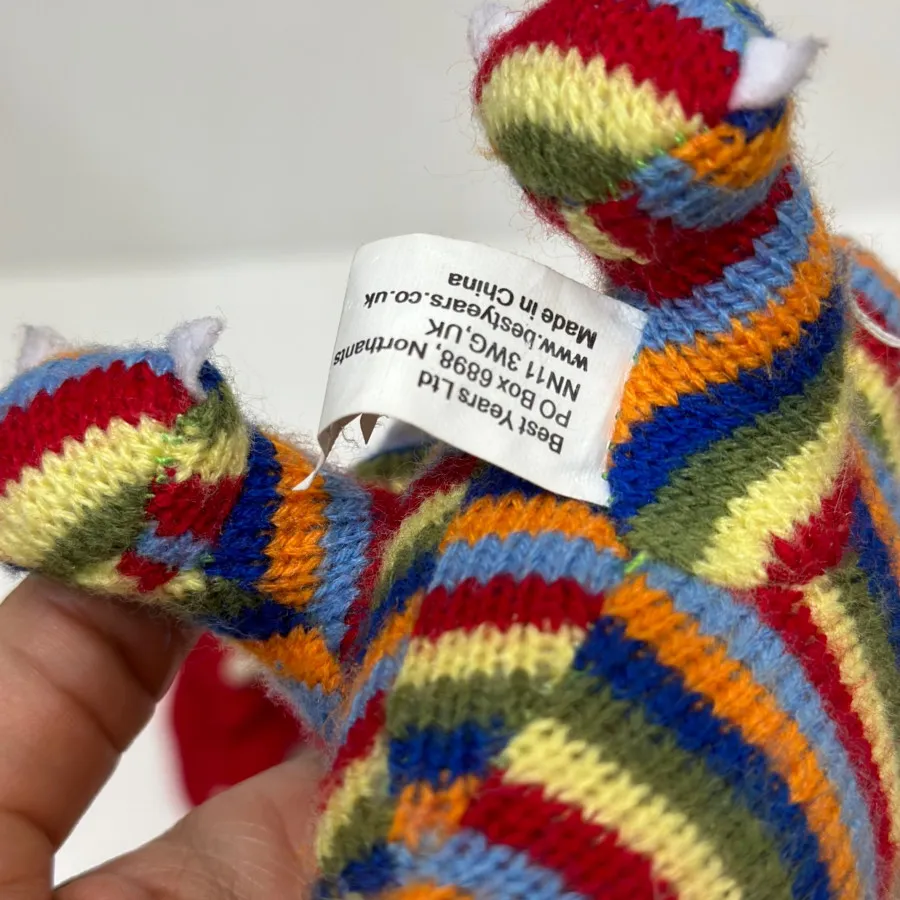 Best Years Ltd
PO Box 6898, Northants
NN11 3WG,UK
www.bestyears.co.uk
Made in China